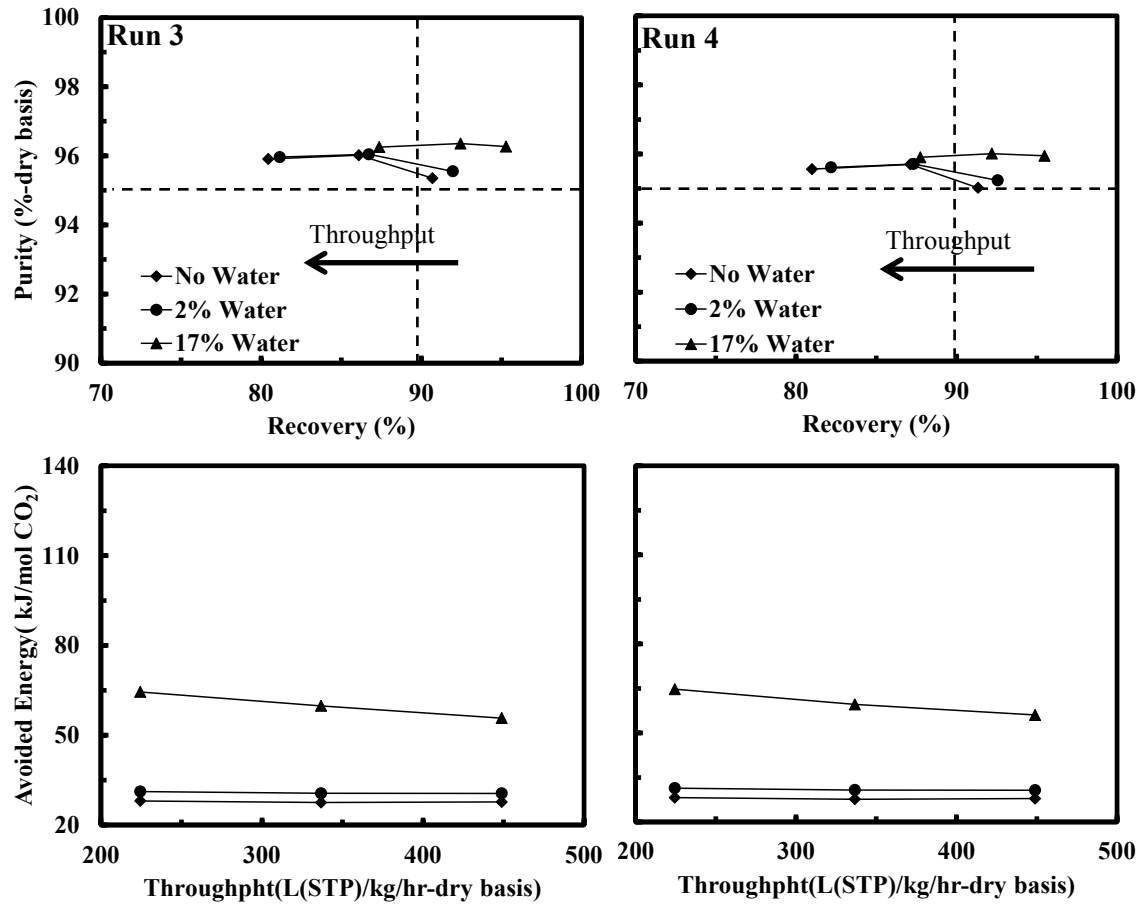 Run 3
Purity (%-dry basis)
100
98
96
94
92
90
Throughput
No Water
2% Water
17% Water
70
80
90
100
Recovery (%)
Run 4
Throughput
No Water
2% Water
17% Water
70
80
90
100
Recovery (%)
Avoided Energy( kJ/mol CO₂)
140
110
80
50
20
200
300
400
500
Throughpht(L(STP)/kg/hr-dry basis)
200
300
400
500
Throughpht(L(STP)/kg/hr-dry basis)